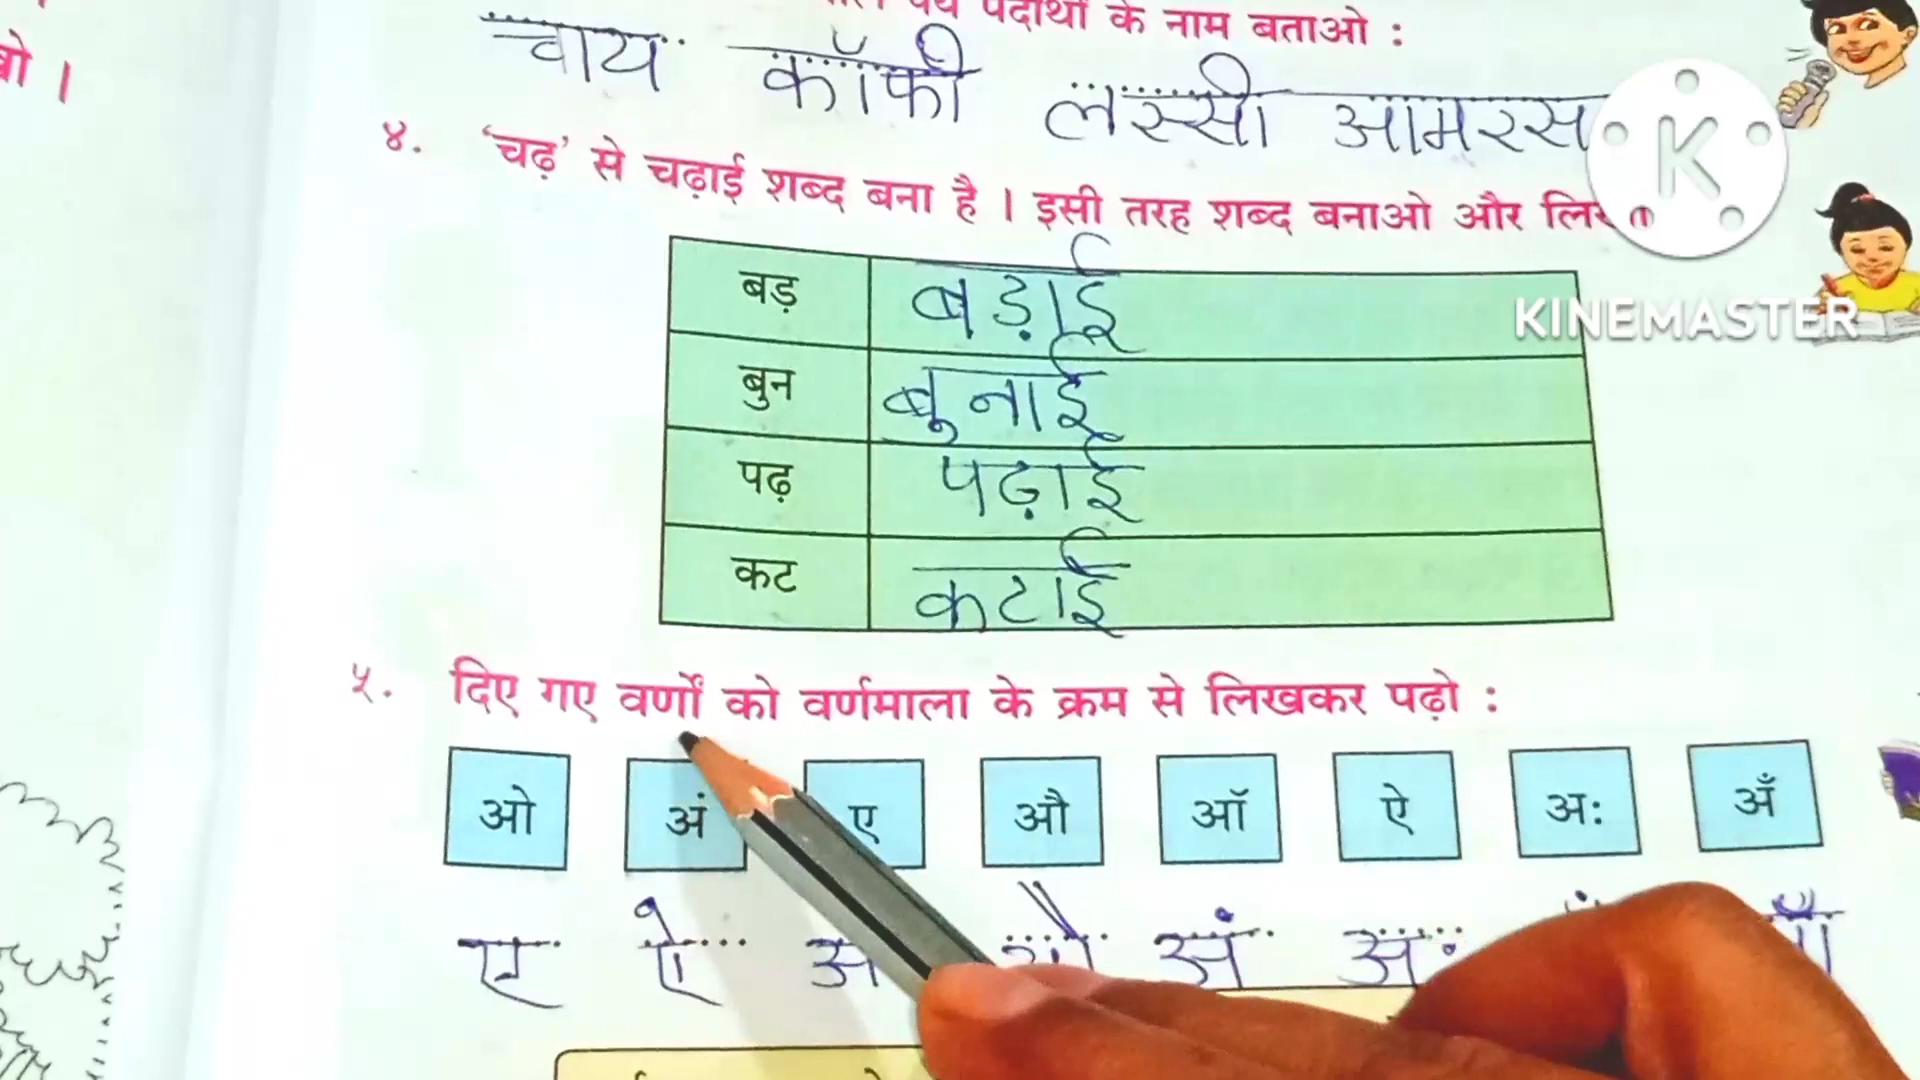 पदार्थों के नाम बताओ :
चाय कॉफी लस्सी आमरस
४. 'चढ़' से चढ़ाई शब्द बना है । इसी तरह शब्द बनाओ और
बड़ बड़ाई
बुन बुनाई
पढ़ पढ़ाई
कट कटाई
KINEMASTER
५. दिए गए वर्णों को वर्णमाला के क्रम से लिखकर पढ़ो :
ओ अं ए औ ऑ ऐ अः अँ
ए ऐ अं अः